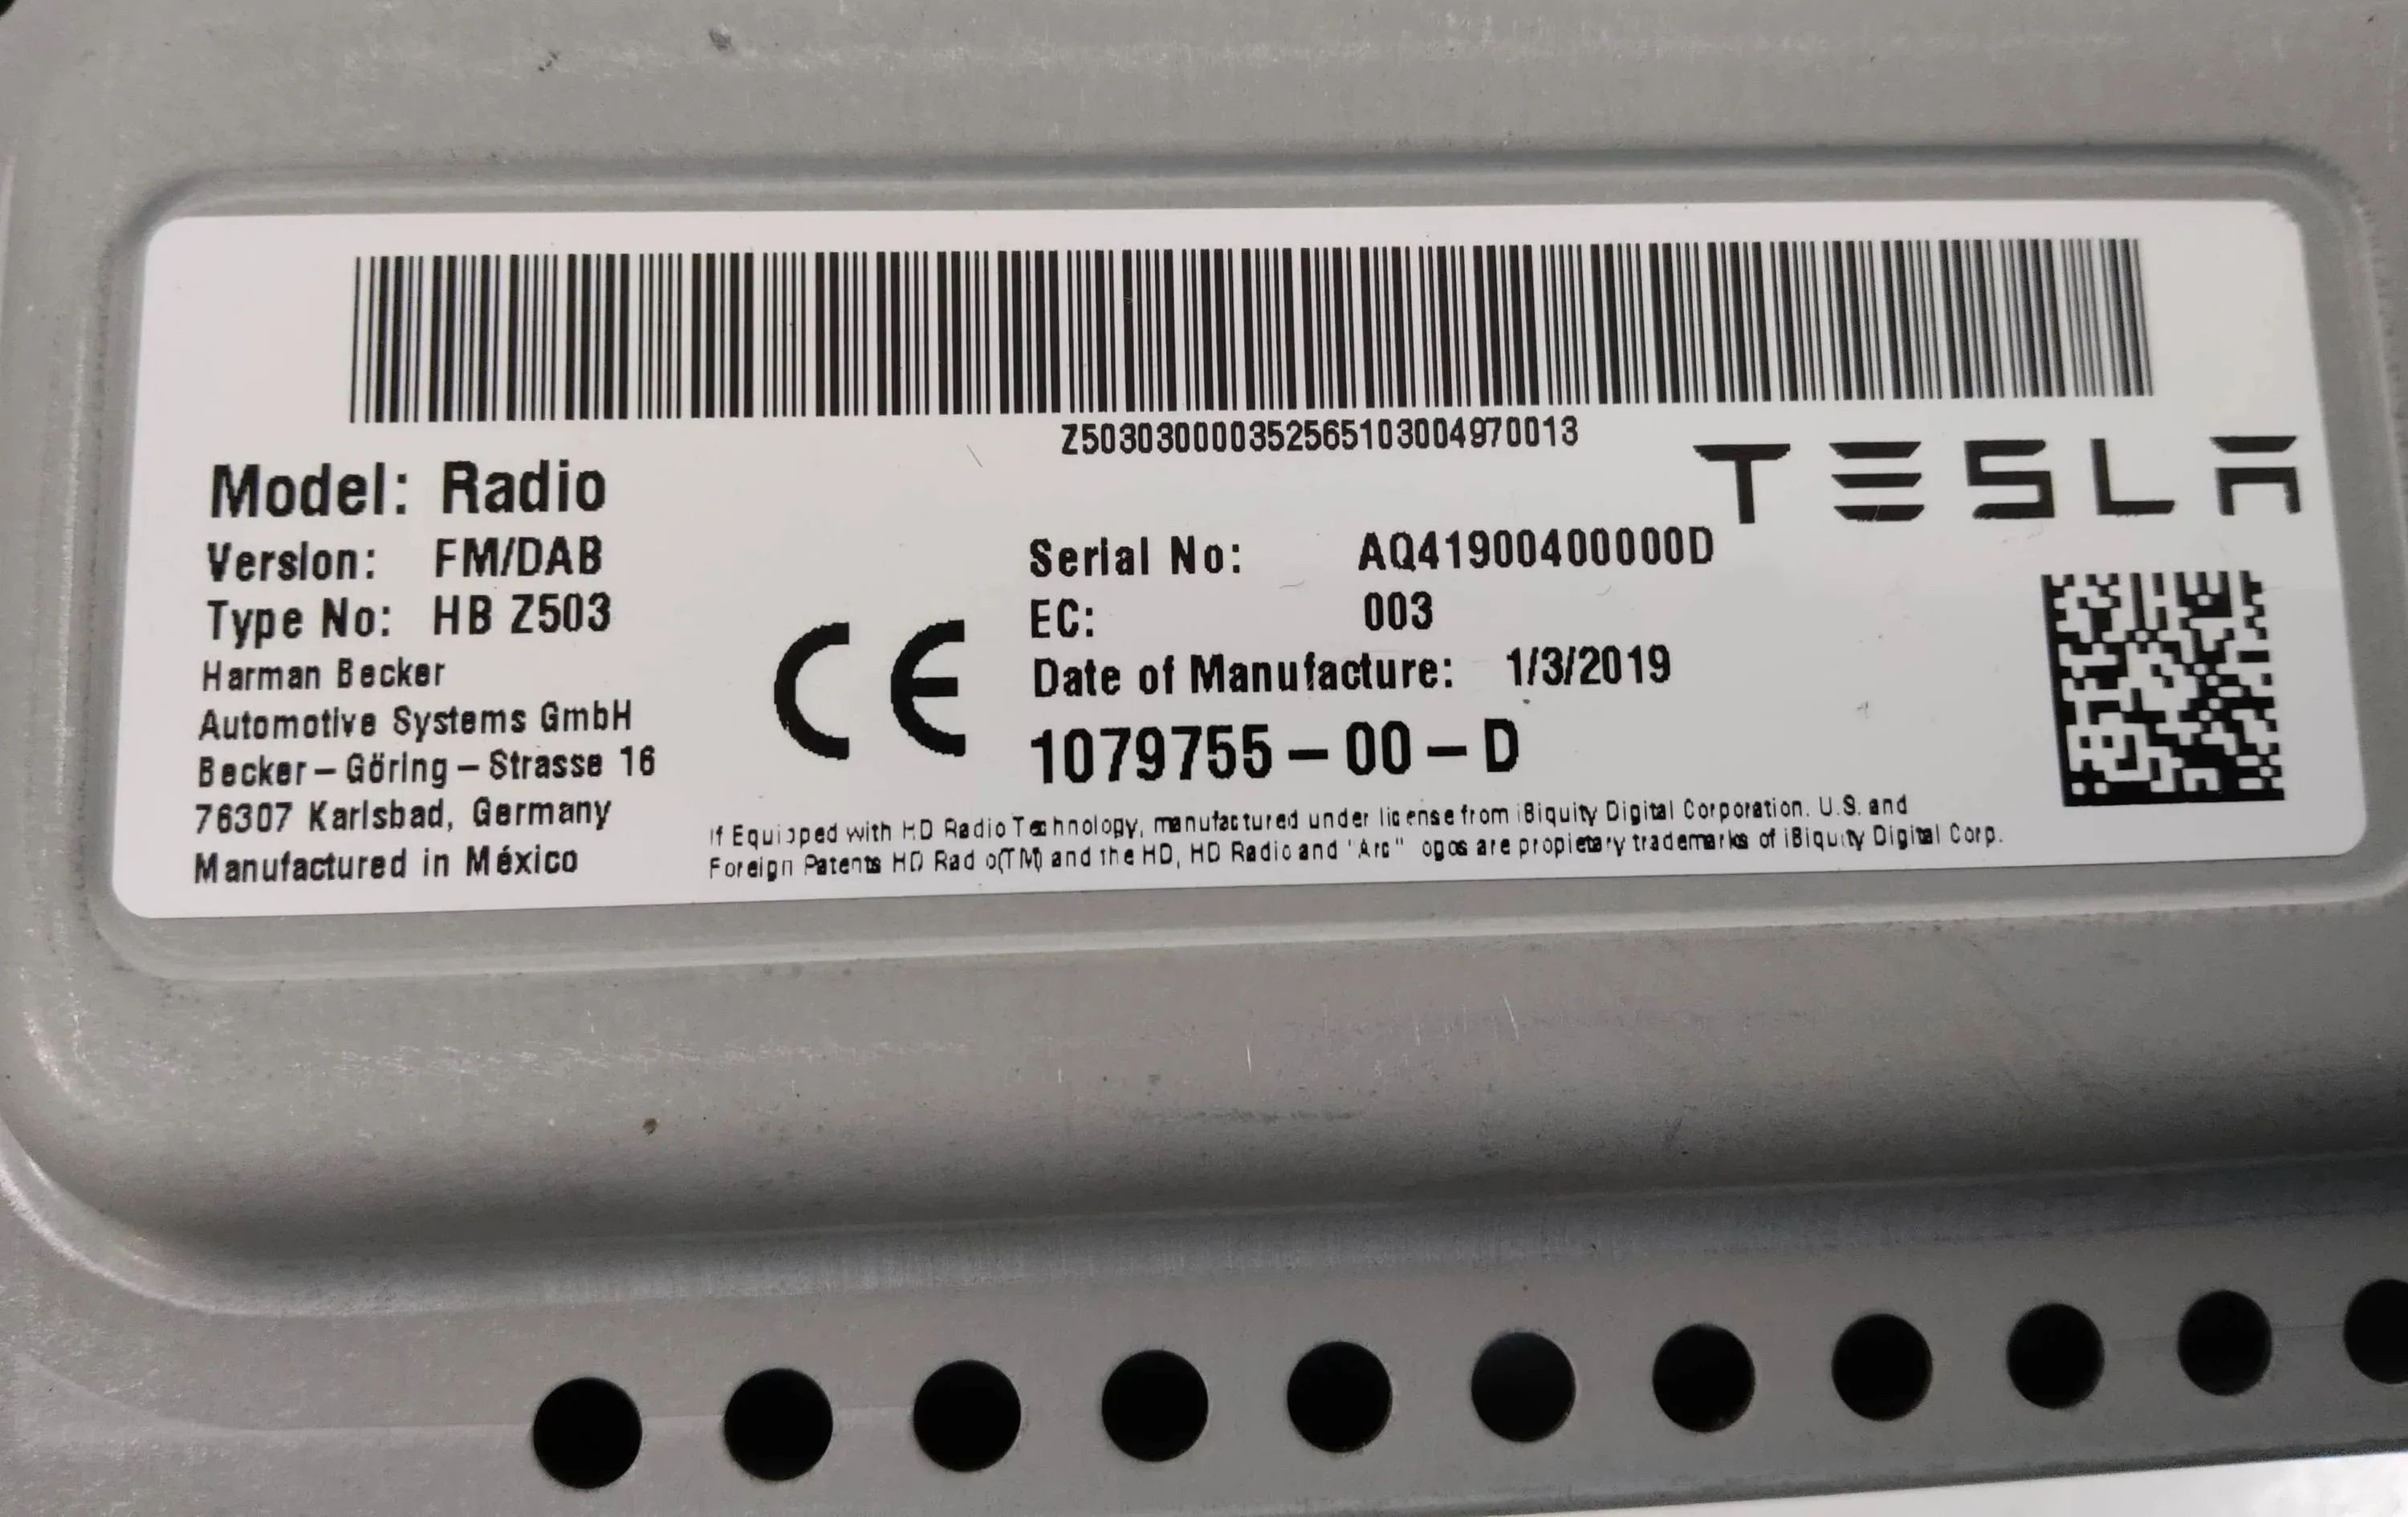 Z503030000352565103004970013
TESLA
Model: Radio
Version: FM/DAB
Type No: HB Z503
Harman Becker
Automotive Systems GmbH
Becker-Göring-Strasse 16
76307 Karlsbad, Germany
Manufactured in México
CE
Serial No: AQ41900400000D
EC: 003
Date of Manufacture: 1/3/2019
1079755-00-D
If Equipped with HD Radio Technology, manufactured under license from iBiquity Digital Corporation. U.S. and
Foreign Patents HD Radio(TM) and the HD, HD Radio and "Arc" logos are propietary trademarks of iBiquity Digital Corp.